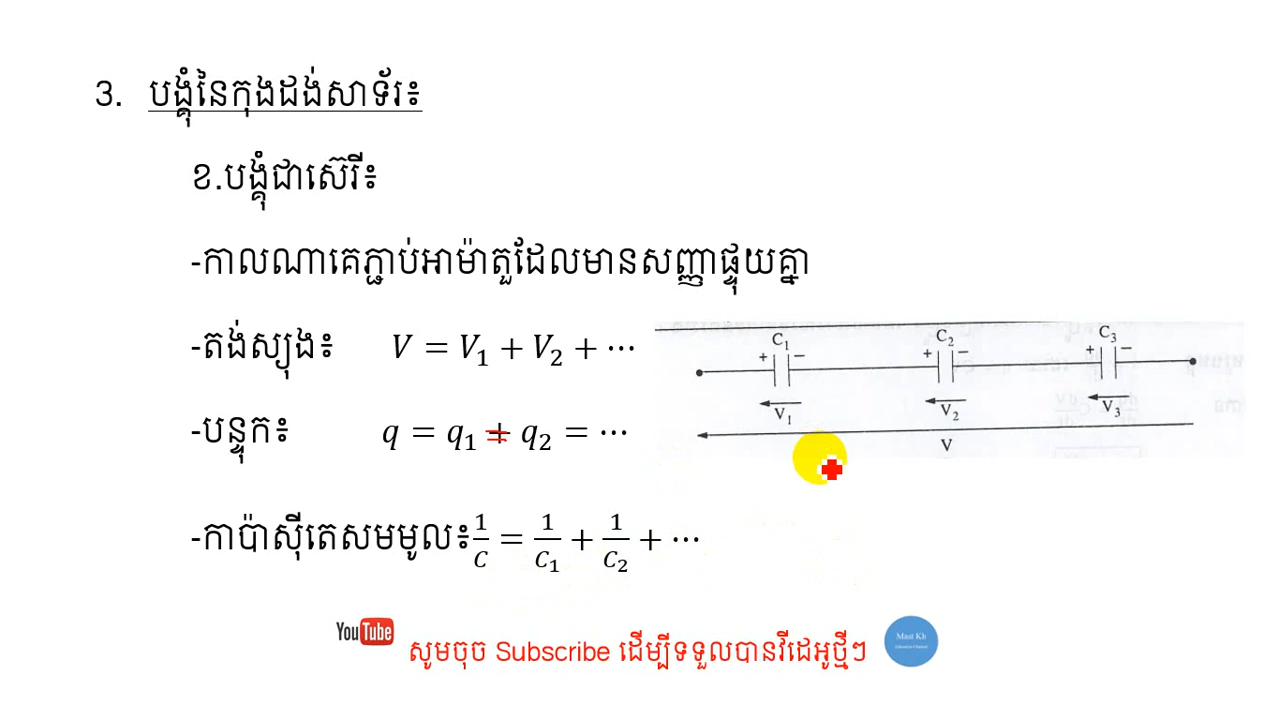 3. បង្គុំនៃកុងដង់សាទ័រ៖
ខ.បង្គុំជាស៊េរី៖
-កាលណាគេភ្ជាប់អាម៉ាតួដែលមានសញ្ញាផ្ទុយគ្នា
-តង់ស្យុង៖ V = V₁ + V₂ + ⋯
-បន្ទុក៖ q = q₁ = q₂ = ⋯
-កាប៉ាស៊ីតេសមមូល៖ 1/C = 1/C₁ + 1/C₂ + ⋯
C₁ C₂ C₃
+ − + − + −
V₁ V₂ V₃
V
YouTube
សូមចុច Subscribe ដើម្បីទទួលបានវីដេអូថ្មីៗ
Mast Kh